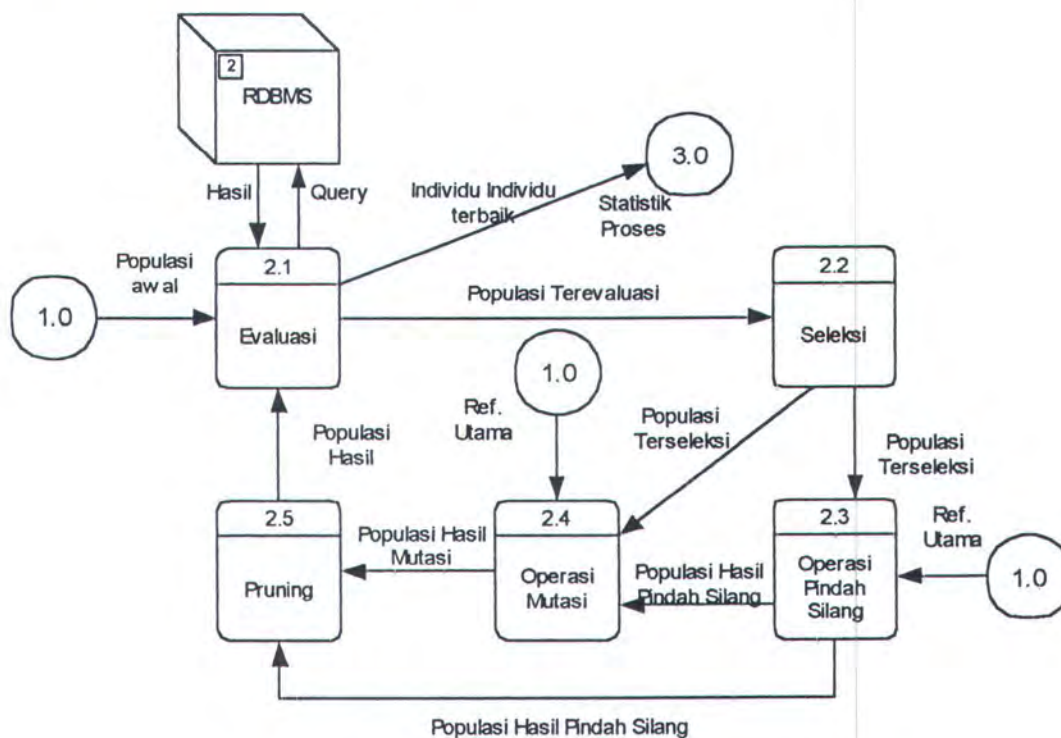 2
RDBMS
Hasil
Query
Individu Individu
terbaik
3.0
Statistik
Proses
Populasi
awal
1.0
2.1
Evaluasi
Populasi Terevaluasi
2.2
Seleksi
1.0
Ref.
Utama
Populasi
Terseleksi
Populasi
Terseleksi
Populasi
Hasil
2.5
Pruning
Populasi Hasil
Mutasi
2.4
Operasi
Mutasi
Populasi Hasil
Pindah Silang
2.3
Operasi
Pindah
Silang
Ref.
Utama
1.0
Populasi Hasil Pindah Silang